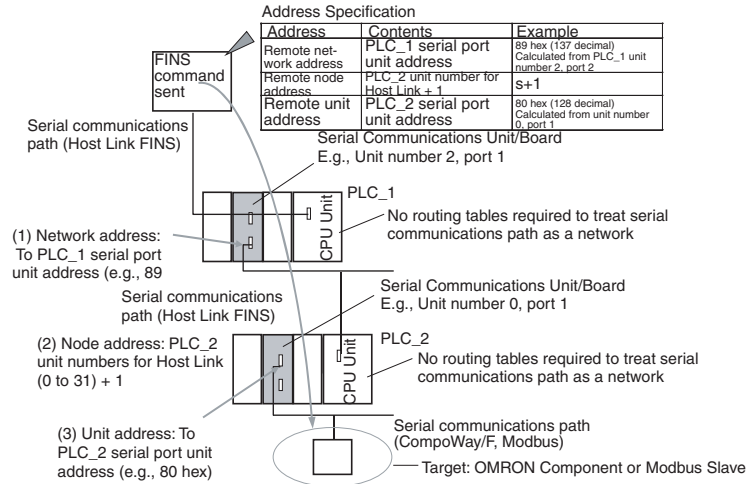 Address Specification
Address Contents Example
Remote net-
work address
PLC_1 serial port
unit address
89 hex (137 decimal)
Calculated from PLC_1 unit
number 2, port 2
Remote node
address
PLC_2 unit number for
Host Link + 1
s+1
Remote unit
address
PLC_2 serial port
unit address
80 hex (128 decimal)
Calculated from unit number
0, port 1
FINS
command
sent
Serial communications
path (Host Link FINS)
Serial Communications Unit/Board
E.g., Unit number 2, port 1
PLC_1
CPU Unit
No routing tables required to treat serial
communications path as a network
(1) Network address:
To PLC_1 serial port
unit address (e.g., 89
Serial communications
path (Host Link FINS)
Serial Communications Unit/Board
E.g., Unit number 0, port 1
(2) Node address: PLC_2
unit numbers for Host Link
(0 to 31) + 1
PLC_2
CPU Unit
No routing tables required to treat serial
communications path as a network
(3) Unit address: To
PLC_2 serial port unit
address (e.g., 80 hex)
Serial communications path
(CompoWay/F, Modbus)
Target: OMRON Component or Modbus Slave